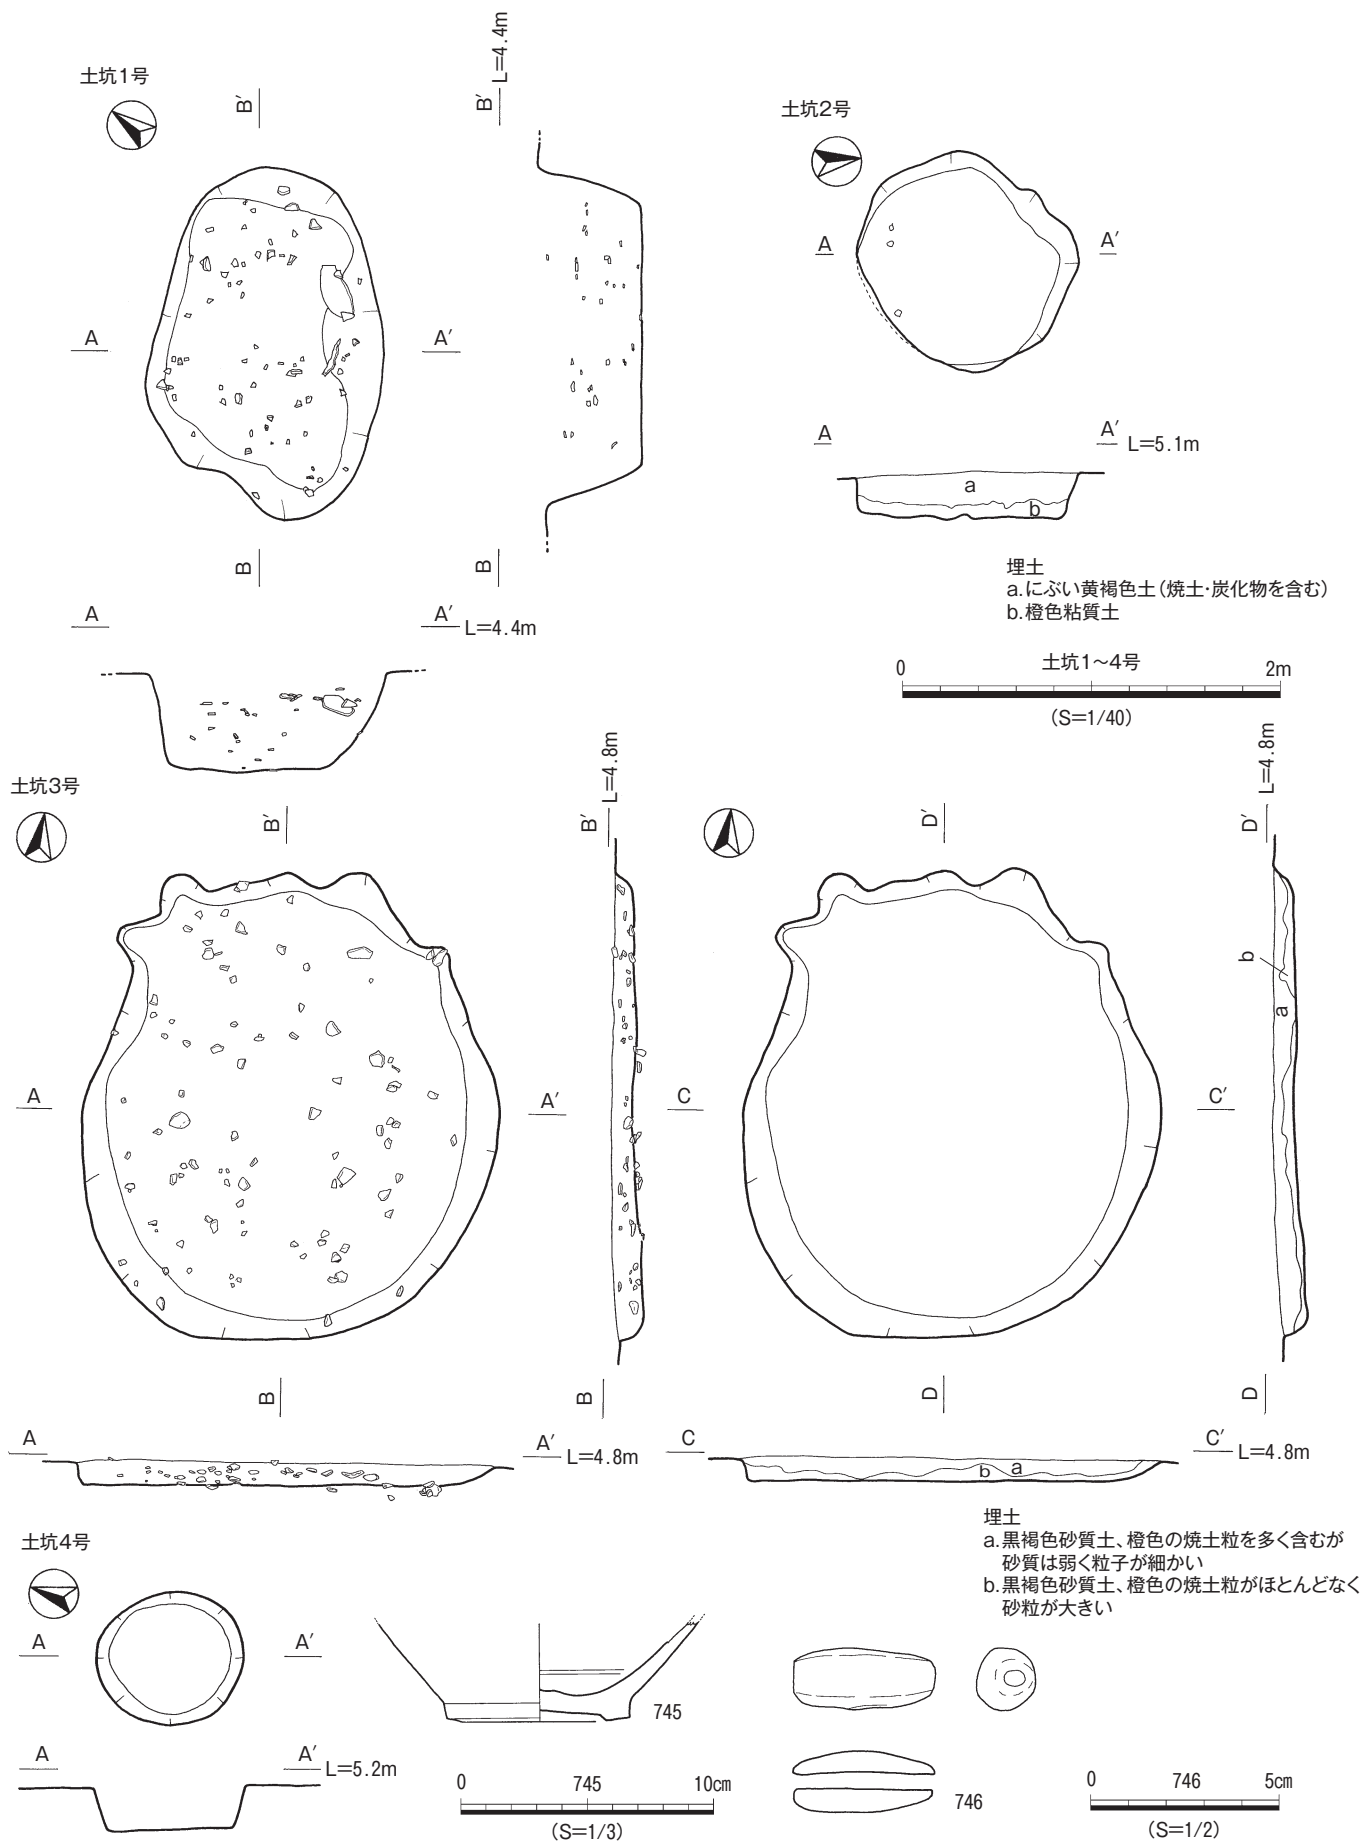 土坑1号
B′
B′
L=4.4m
A
A′
B
B
A
A′ L=4.4m
土坑2号
A
A′
A
A′ L=5.1m
a
b
埋土
a.にぶい黄褐色土(焼土・炭化物を含む)
b.橙色粘質土
0 土坑1~4号 2m
(S=1/40)
土坑3号
B′
B′
L=4.8m
A
A′
B
B
A
A′ L=4.8m
D′
D′
L=4.8m
b
a
C
C′
D
D
C
C′ L=4.8m
b a
埋土
a.黒褐色砂質土、橙色の焼土粒を多く含むが
砂質は弱く粒子が細かい
b.黒褐色砂質土、橙色の焼土粒がほとんどなく
砂粒が大きい
土坑4号
A
A′
A
A′ L=5.2m
745
0 745 10cm
(S=1/3)
746
0 746 5cm
(S=1/2)